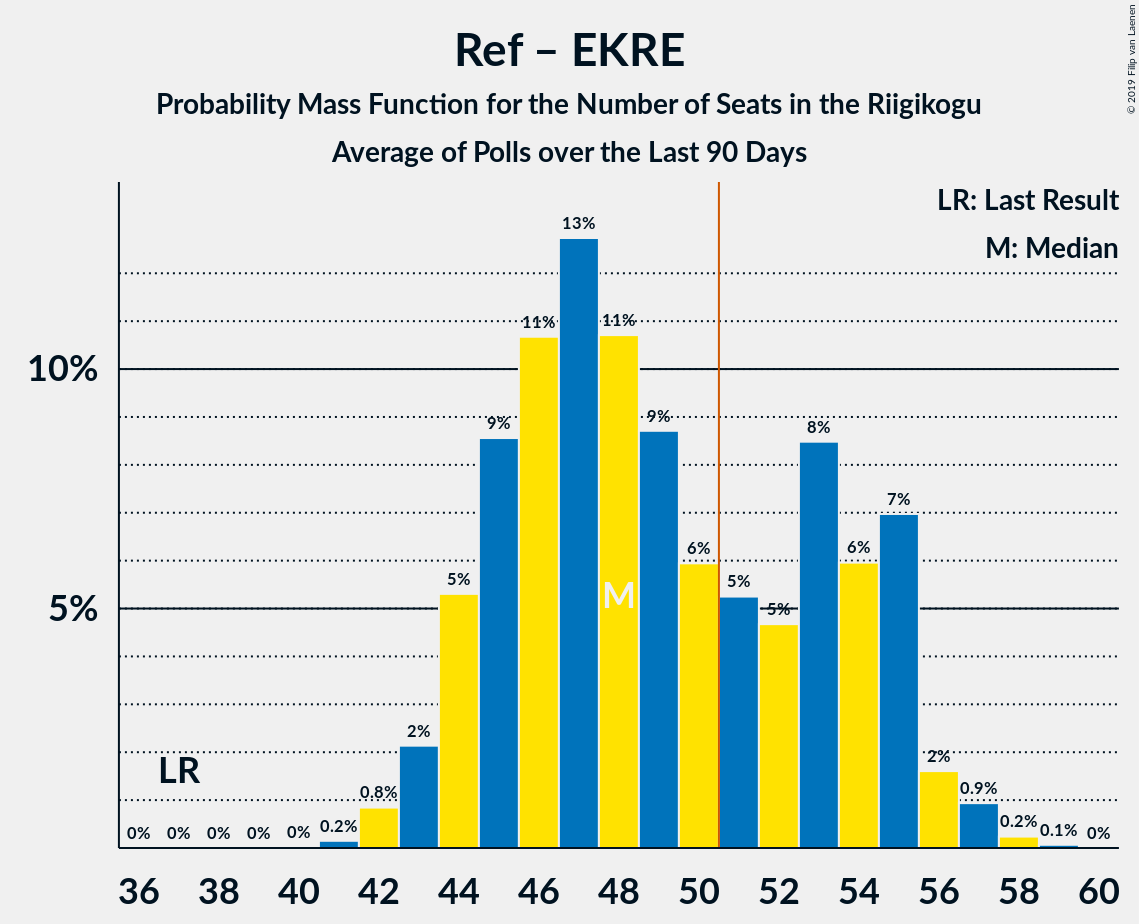 Ref – EKRE
Probability Mass Function for the Number of Seats in the Riigikogu
Average of Polls over the Last 90 Days
© 2019 Filip van Laenen
LR: Last Result
M: Median
10%
5%
LR
M
0% 0% 0% 0% 0% 0.2% 0.8% 2% 5% 9% 11% 13% 11% 9% 6% 5% 5% 8% 6% 7% 2% 0.9% 0.2% 0.1% 0%
36 38 40 42 44 46 48 50 52 54 56 58 60